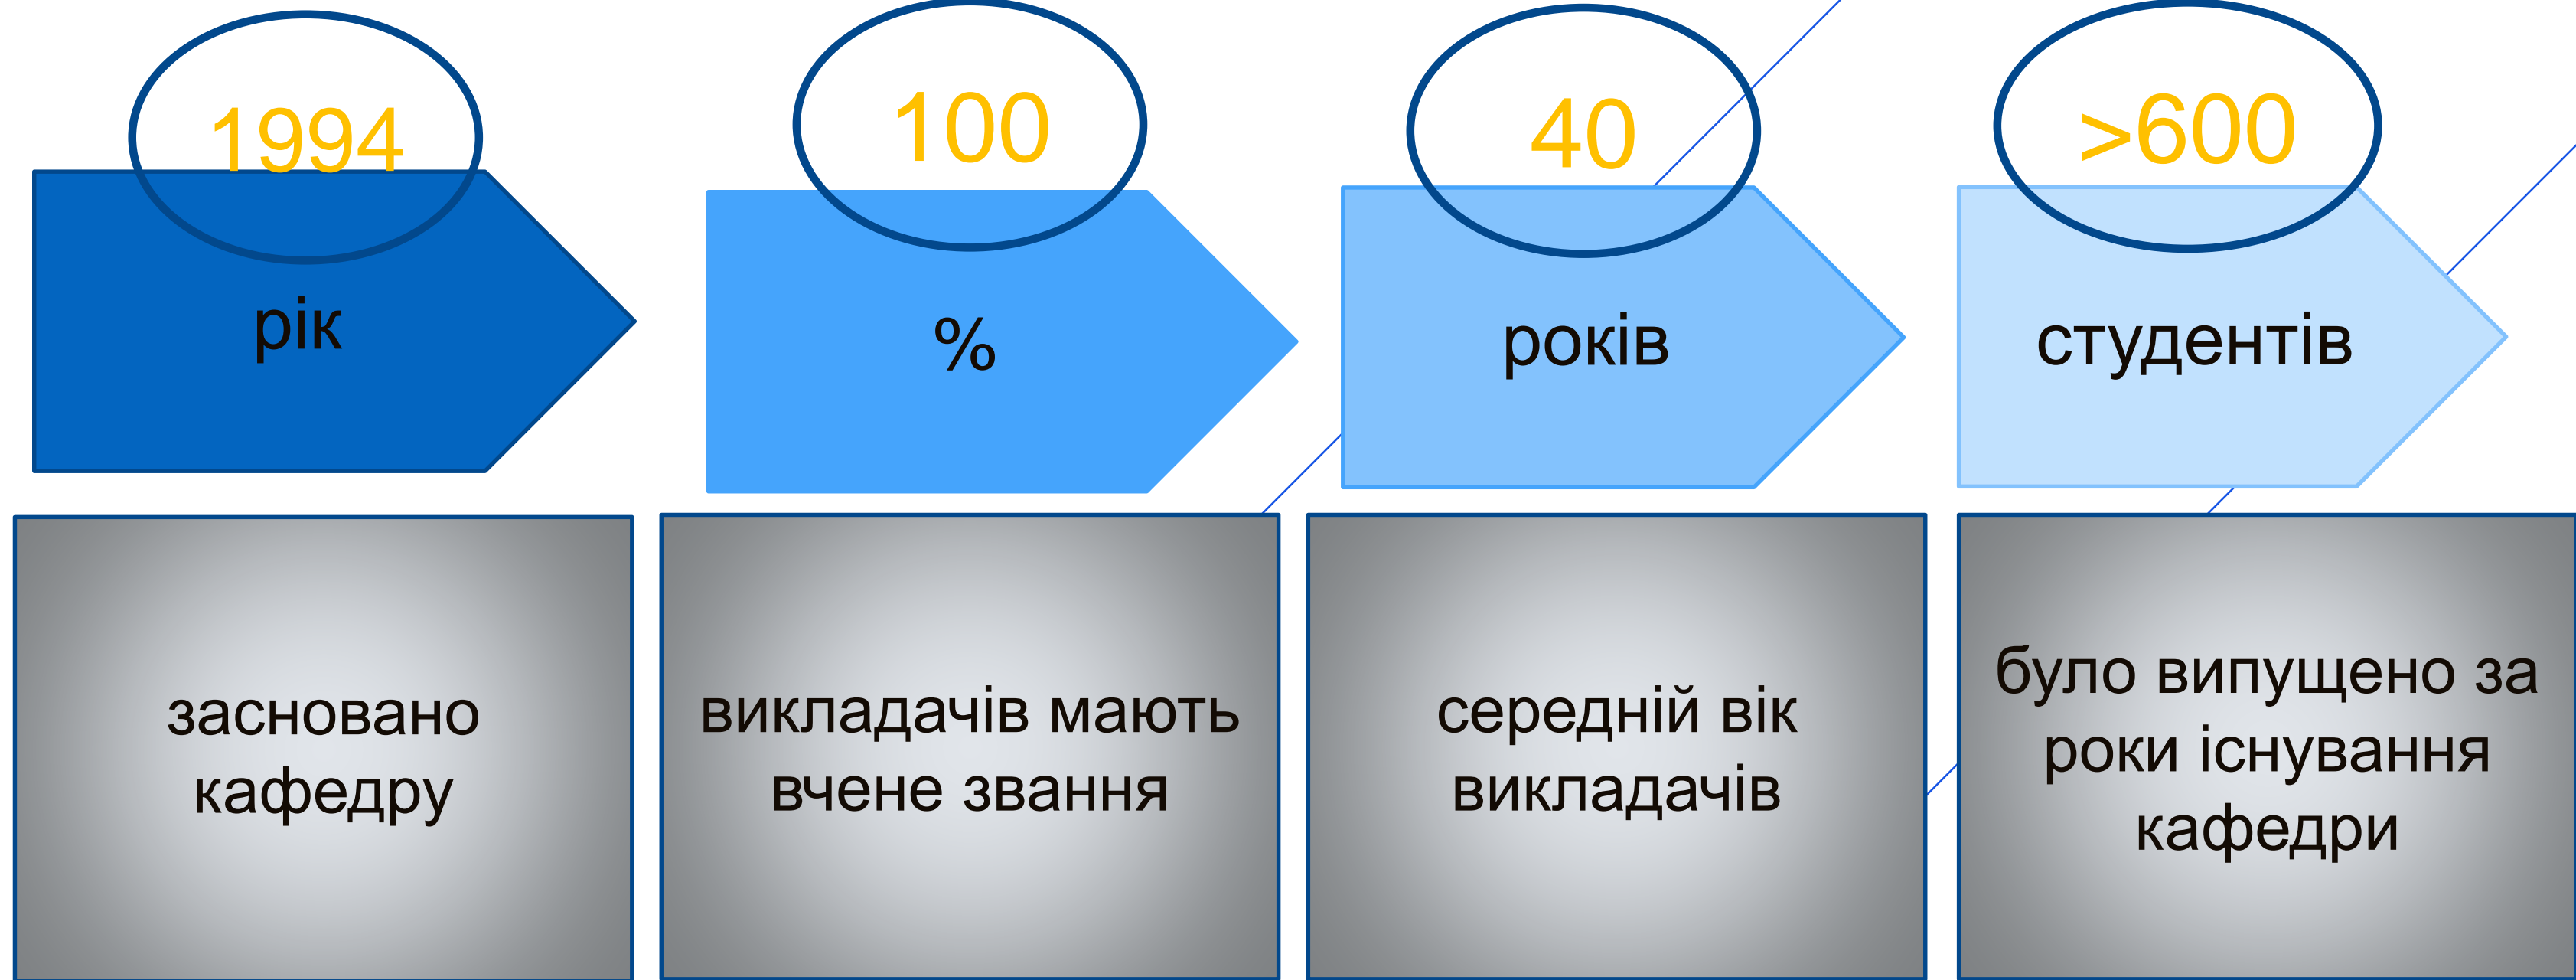 1994
рік
засновано
кафедру
100
%
викладачів мають
вчене звання
40
років
середній вік
викладачів
>600
студентів
було випущено за
роки існування
кафедри